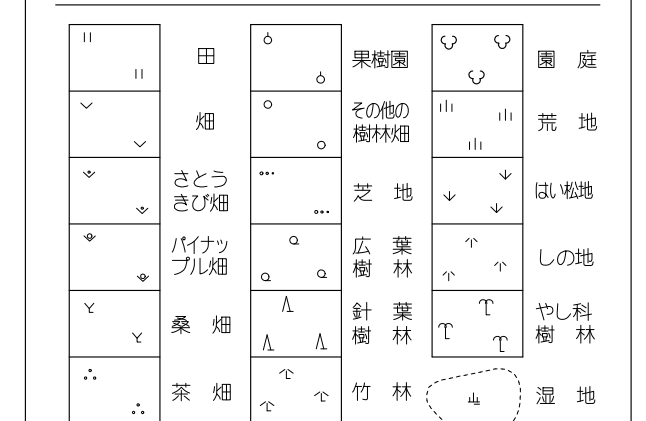 田
果樹園
園庭
畑
その他の
樹林畑
荒地
さとう
きび畑
芝地
はい松地
パイナッ
プル畑
広葉
樹林
しの地
桑畑
針葉
樹林
やし科
樹林
茶畑
竹林
湿地